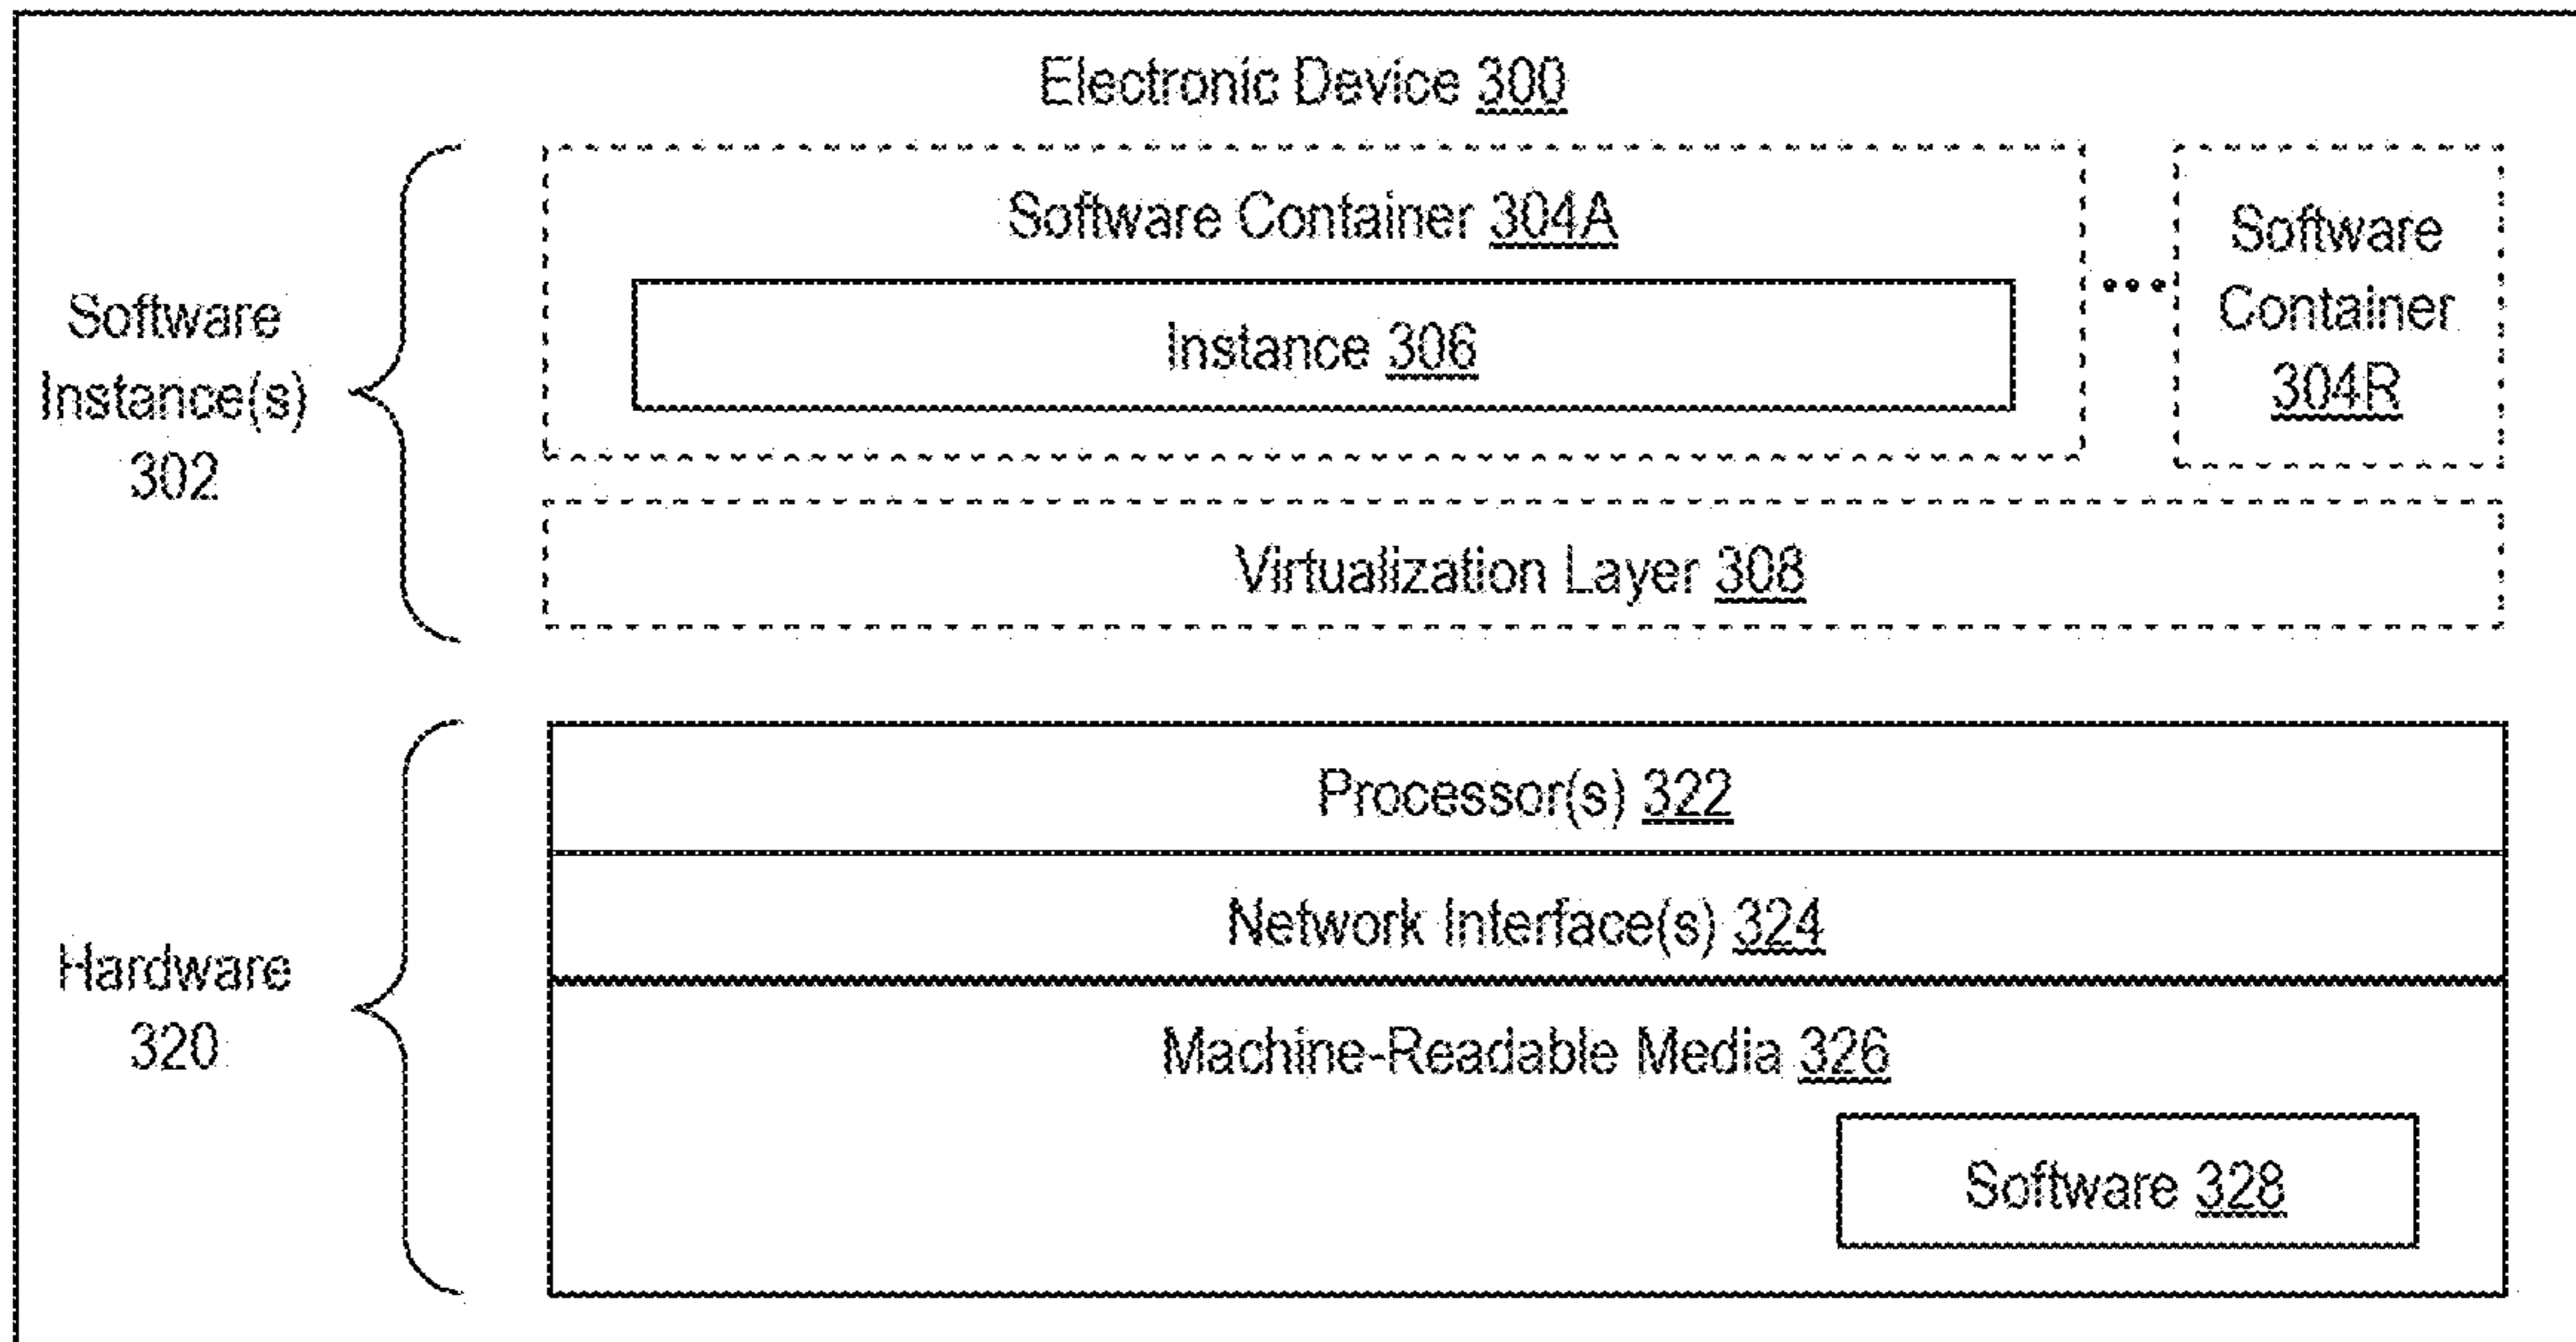 Electronic Device 300
Software Container 304A
Instance 306
...
Software
Container
304R
Software
Instance(s)
302
Virtualization Layer 308
Processor(s) 322
Network Interface(s) 324
Hardware
320
Machine-Readable Media 326
Software 328